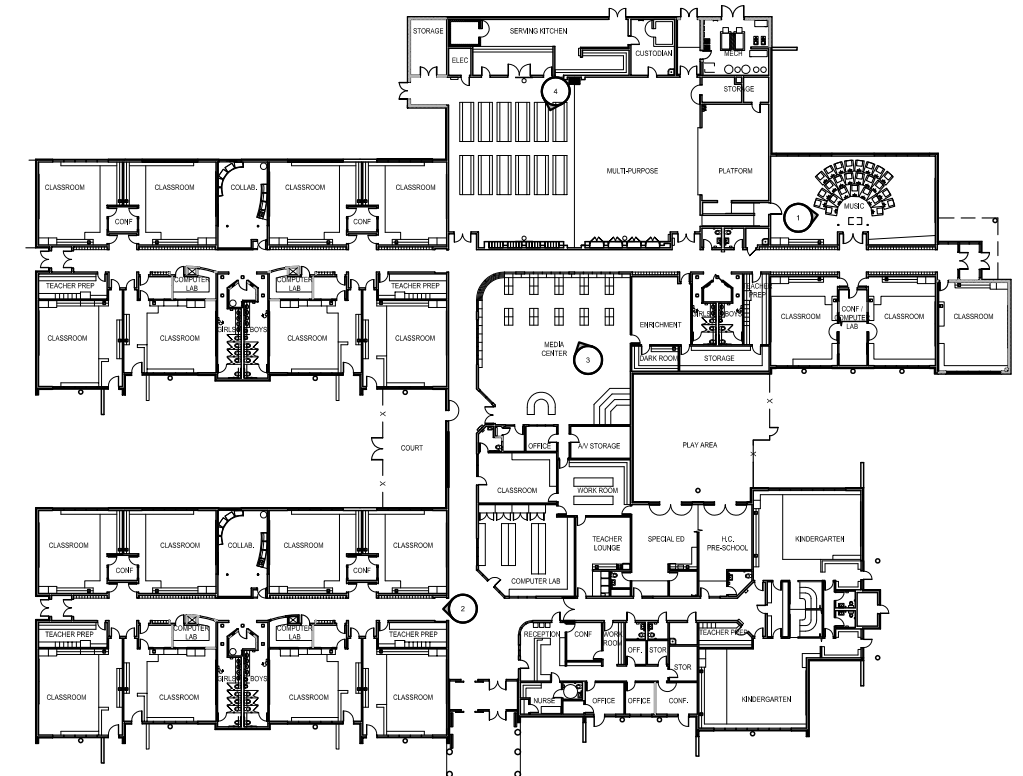 STORAGE
SERVING KITCHEN
ELEC
CUSTODIAN
MECH
STORAGE
4
MULTI-PURPOSE
PLATFORM
CLASSROOM
CONF
CLASSROOM
COLLAB.
CLASSROOM
CONF
CLASSROOM
1
MUSIC
TEACHER PREP
COMPUTER
LAB
COMPUTER
LAB
TEACHER PREP
CLASSROOM
CLASSROOM
GIRLS
BOYS
CLASSROOM
CLASSROOM
MEDIA
CENTER
3
ENRICHMENT
DARK ROOM
GIRLS
BOYS
TEACHER
PREP
STORAGE
CLASSROOM
CONF /
COMPUTER
LAB
CLASSROOM
CLASSROOM
COURT
OFFICE
A/V STORAGE
PLAY AREA
CLASSROOM
WORK ROOM
CLASSROOM
CONF
CLASSROOM
COLLAB.
CLASSROOM
CONF
CLASSROOM
COMPUTER LAB
TEACHER
LOUNGE
SPECIAL ED
H.C.
PRE-SCHOOL
KINDERGARTEN
2
TEACHER PREP
COMPUTER
LAB
COMPUTER
LAB
TEACHER PREP
CLASSROOM
CLASSROOM
GIRLS
BOYS
CLASSROOM
CLASSROOM
RECEPTION
CONF
WORK
ROOM
OFF.
STOR
STOR
TEACHER PREP
NURSE
OFFICE
OFFICE
CONF.
KINDERGARTEN